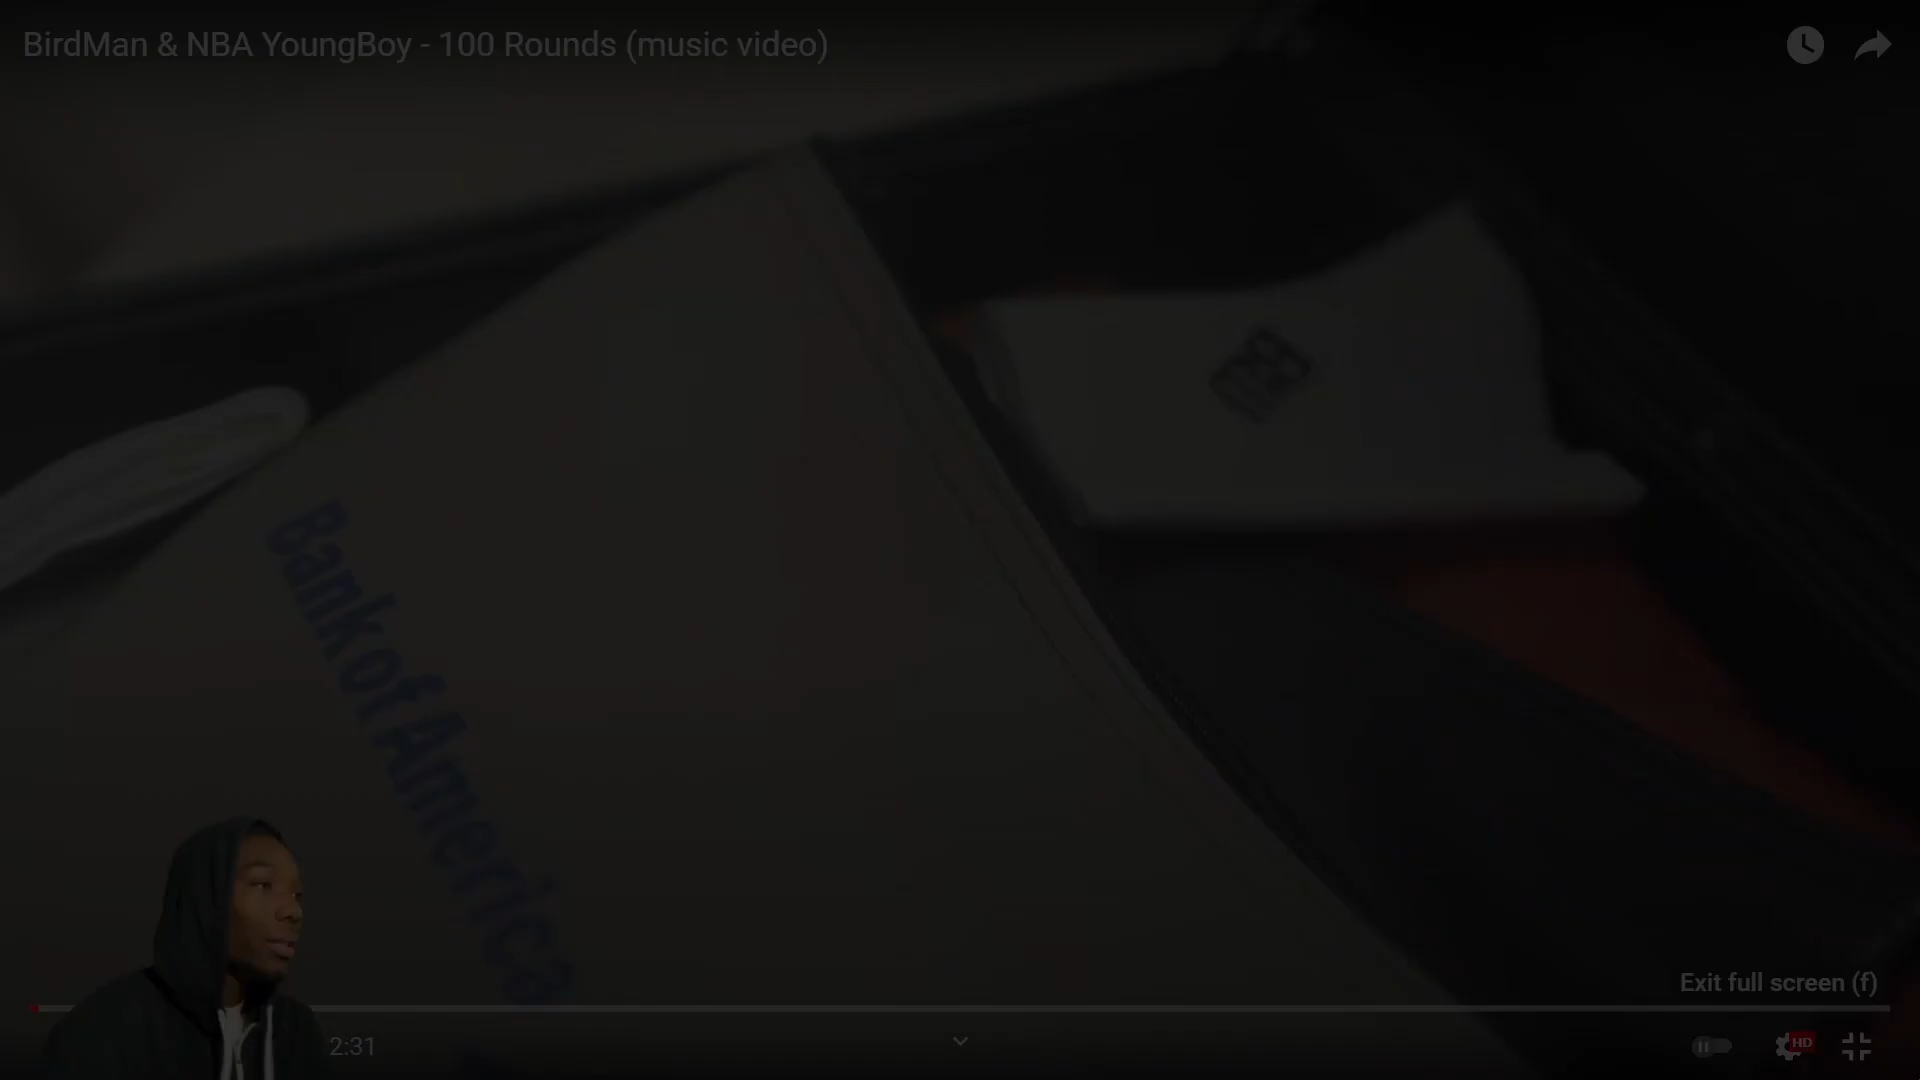 BirdMan & NBA YoungBoy - 100 Rounds (music video)
Bank of America
Exit full screen (f)
2:31
HD